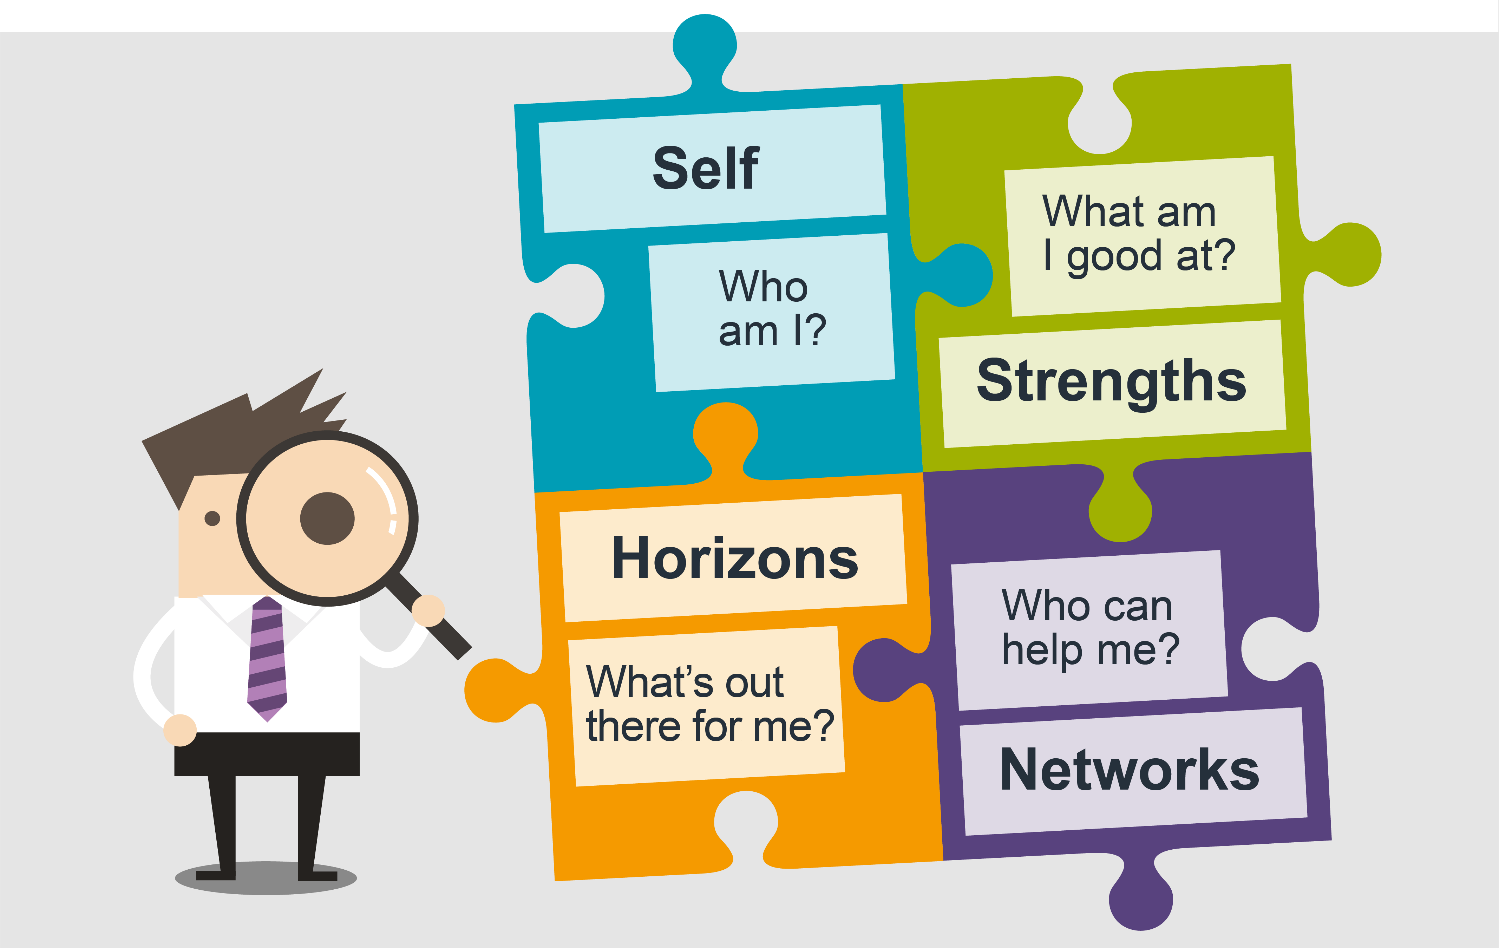 Self
Who
am I?
What am
I good at?
Strengths
Horizons
What’s out
there for me?
Who can
help me?
Networks